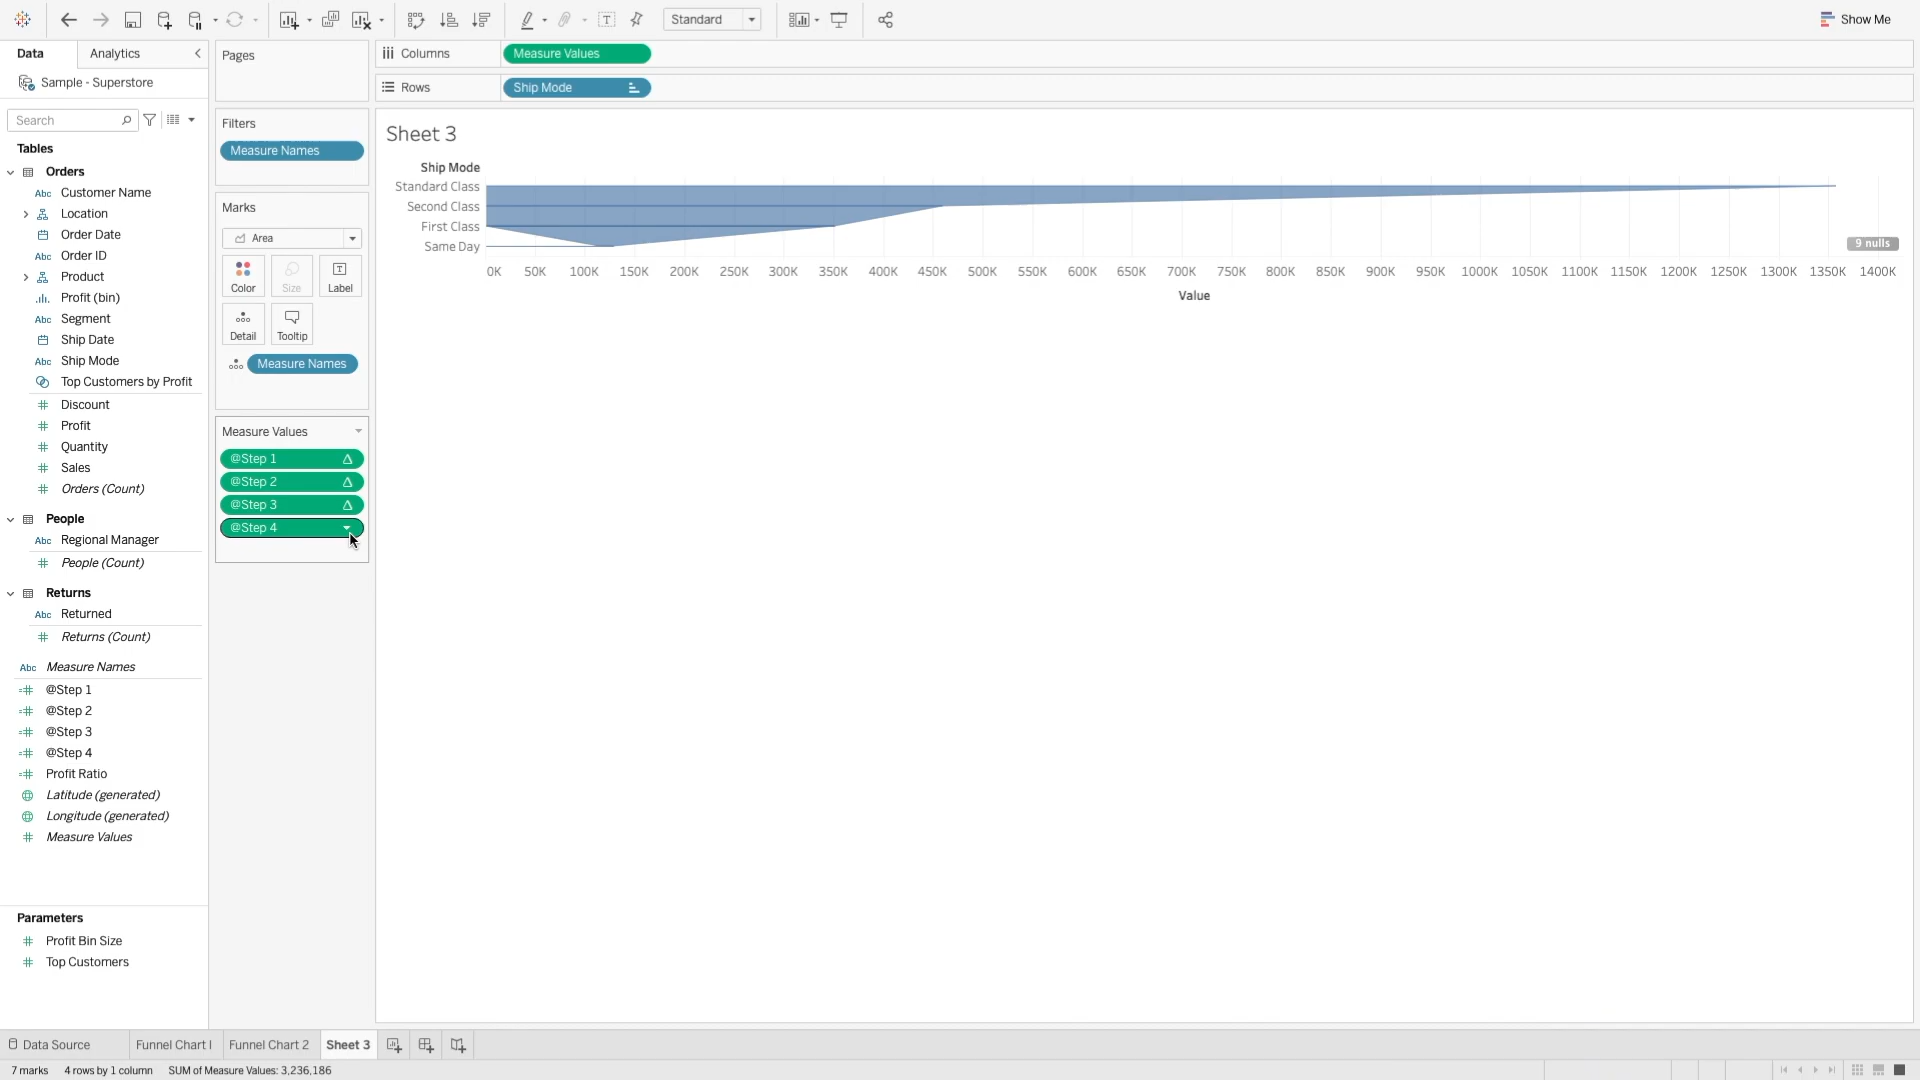 Standard
Show Me
Data
Analytics
Sample - Superstore
Search
Tables
Orders
Abc Customer Name
Location
Order Date
Abc Order ID
Product
Profit (bin)
Abc Segment
Ship Date
Abc Ship Mode
Top Customers by Profit
Discount
Profit
Quantity
Sales
Orders (Count)
People
Abc Regional Manager
People (Count)
Returns
Abc Returned
Returns (Count)
Abc Measure Names
@Step 1
@Step 2
@Step 3
@Step 4
Profit Ratio
Latitude (generated)
Longitude (generated)
Measure Values
Parameters
Profit Bin Size
Top Customers
Pages
Filters
Measure Names
Marks
Area
Color
Size
Label
Detail
Tooltip
Measure Names
Measure Values
@Step 1
@Step 2
@Step 3
@Step 4
Columns
Measure Values
Rows
Ship Mode
Sheet 3
Ship Mode
Standard Class
Second Class
First Class
Same Day
9 nulls
0K 50K 100K 150K 200K 250K 300K 350K 400K 450K 500K 550K 600K 650K 700K 750K 800K 850K 900K 950K 1000K 1050K 1100K 1150K 1200K 1250K 1300K 1350K 1400K
Value
Data Source
Funnel Chart I
Funnel Chart 2
Sheet 3
7 marks
4 rows by 1 column
SUM of Measure Values: 3,236,186